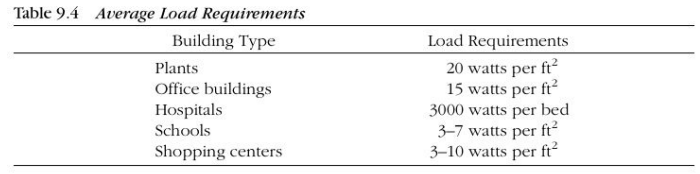 Table 9.4 Average Load Requirements
Building Type Load Requirements
Plants 20 watts per ft²
Office buildings 15 watts per ft²
Hospitals 3000 watts per bed
Schools 3–7 watts per ft²
Shopping centers 3–10 watts per ft²